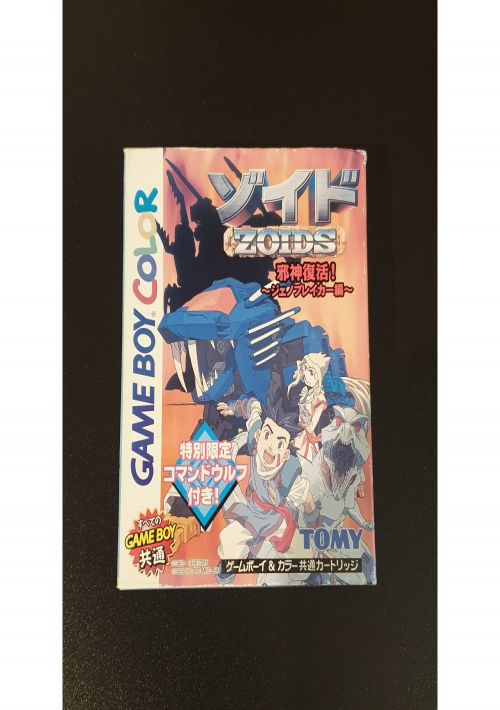 GAME BOY COLOR
ゾイド
ZOIDS
邪神復活!
~ジェノブレイカー編~
特別限定
コマンドウルフ
付き!
すべての
GAME BOY
共通
TOMY
ゲームボーイ&カラー共通カートリッジ